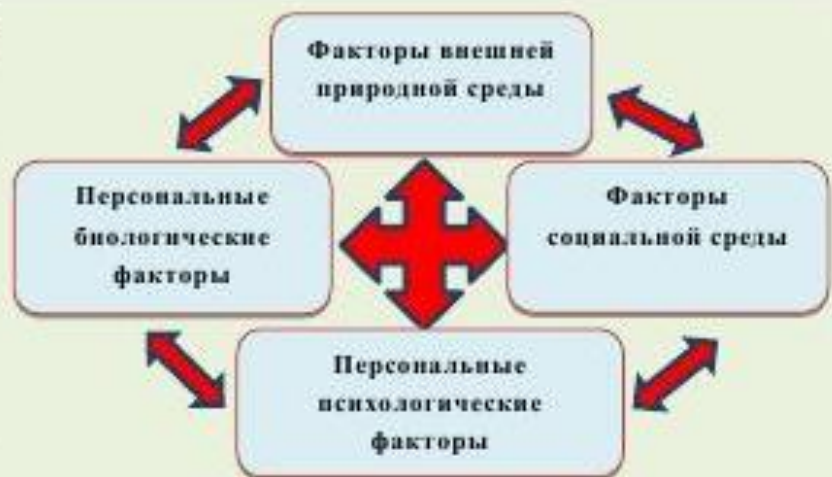 Факторы внешней
природной среды
Персональные
биологические
факторы
Факторы
социальной среды
Персональные
психологические
факторы